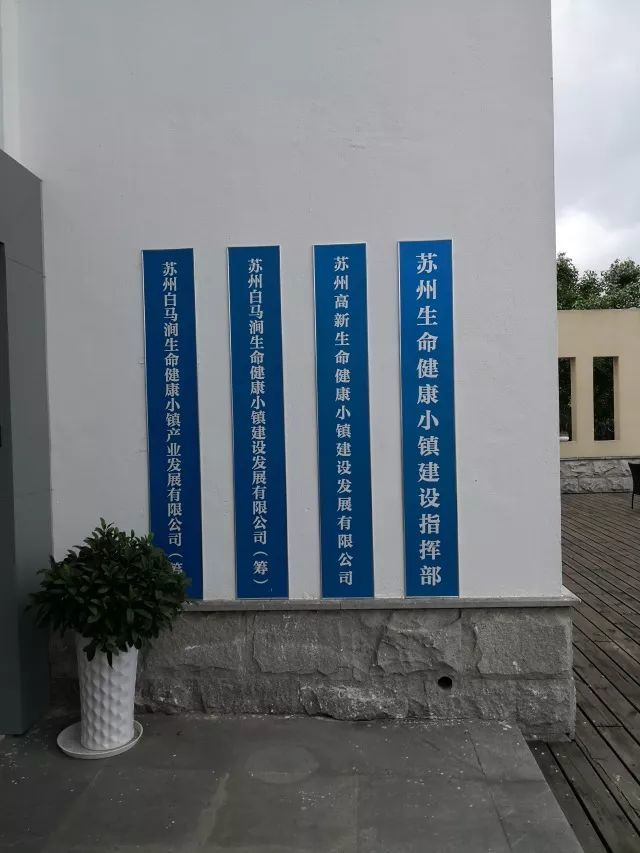 苏州生命健康小镇建设指挥部
苏州高新生命健康小镇建设发展有限公司
苏州白马涧生命健康小镇建设发展有限公司（筹）
苏州白马涧生命健康小镇产业发展有限公司（筹